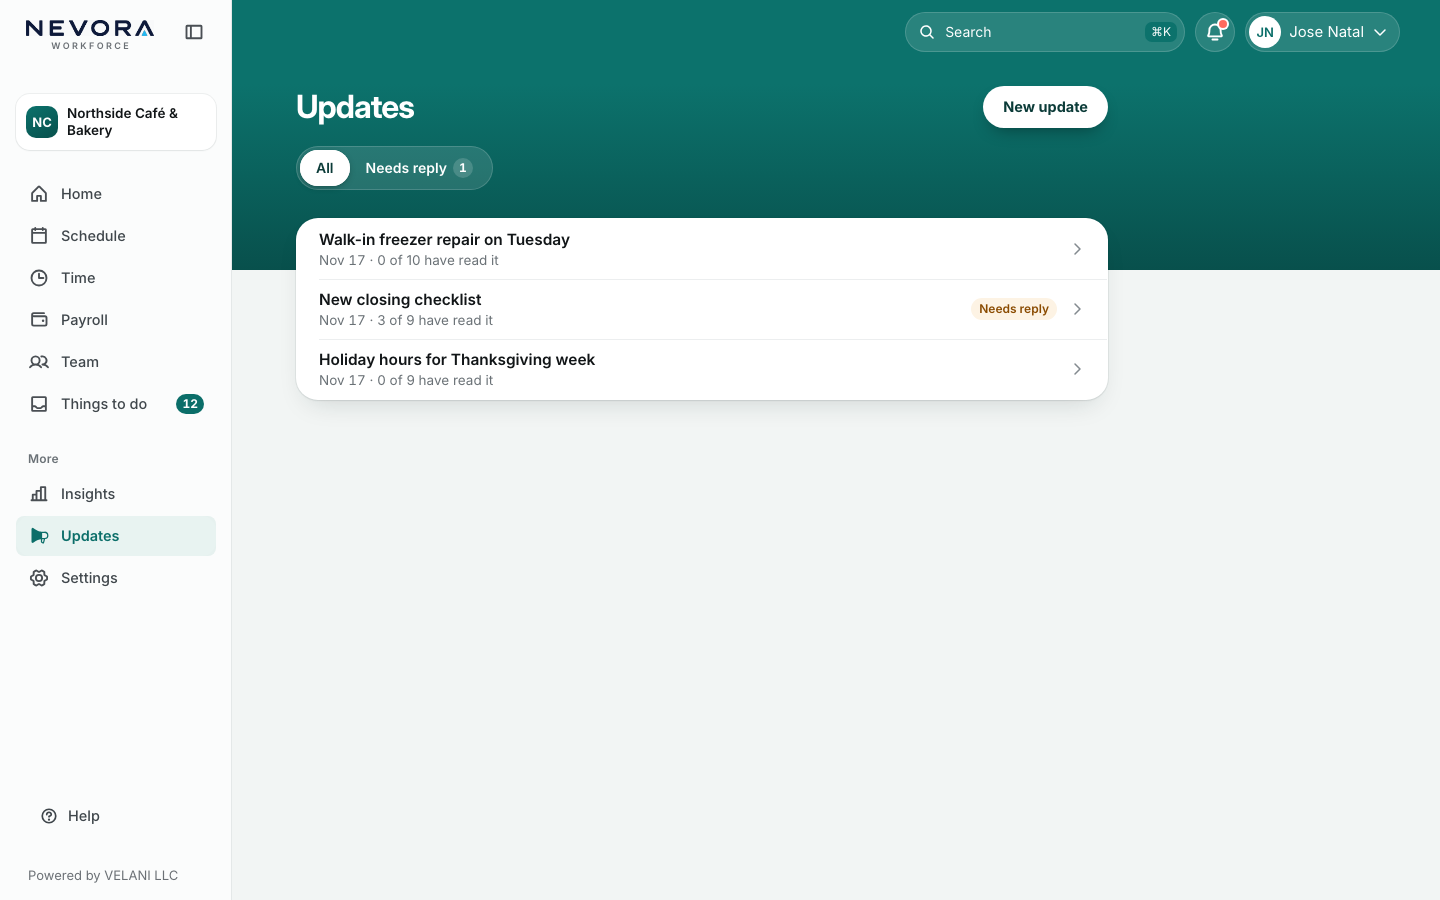 NEVORA
WORKFORCE
Search
⌘K
JN
Jose Natal
NC
Northside Café &
Bakery
Home
Schedule
Time
Payroll
Team
Things to do
12
More
Insights
Updates
Settings
Help
Powered by VELANI LLC
Updates
New update
All
Needs reply 1
Walk-in freezer repair on Tuesday
Nov 17 · 0 of 10 have read it
New closing checklist
Nov 17 · 3 of 9 have read it
Needs reply
Holiday hours for Thanksgiving week
Nov 17 · 0 of 9 have read it